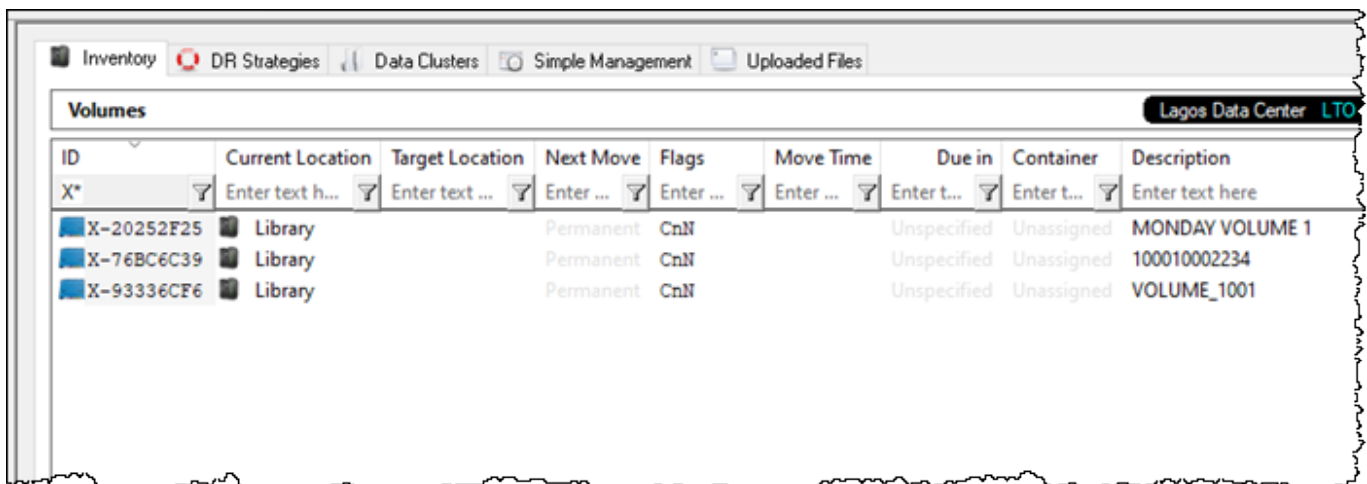 Inventory DR Strategies Data Clusters Simple Management Uploaded Files
Volumes Lagos Data Center LTO
ID Current Location Target Location Next Move Flags Move Time Due in Container Description
X* Enter text h... Enter text ... Enter ... Enter ... Enter ... Enter t... Enter t... Enter text here
X-20252F25 Library Permanent CnN Unspecified Unassigned MONDAY VOLUME 1
X-76BC6C39 Library Permanent CnN Unspecified Unassigned 100010002234
X-93336CF6 Library Permanent CnN Unspecified Unassigned VOLUME_1001